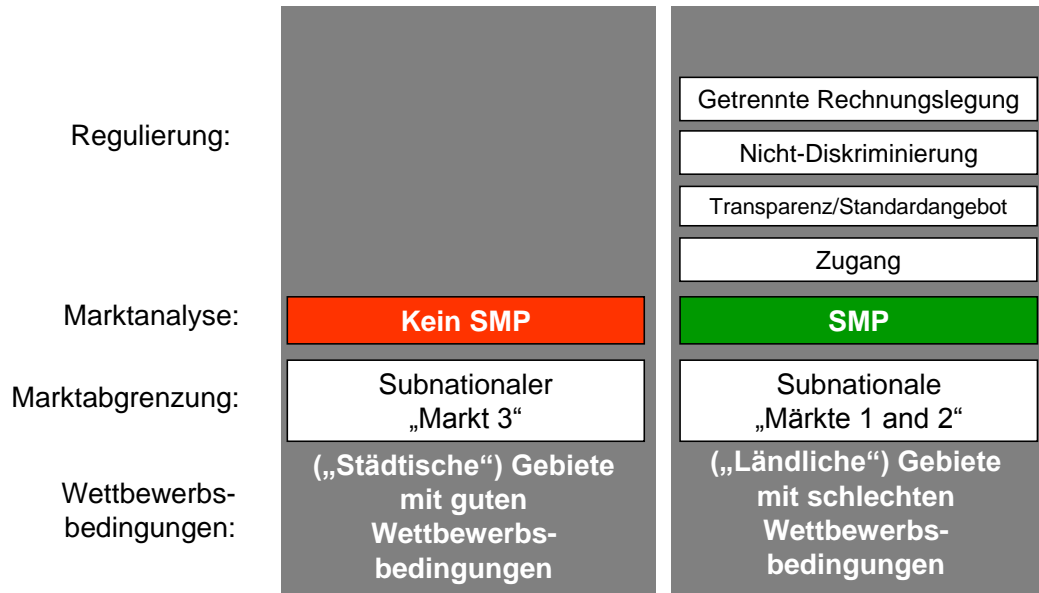 Regulierung:
Getrennte Rechnungslegung
Nicht-Diskriminierung
Transparenz/Standardangebot
Zugang
Marktanalyse:
Kein SMP
SMP
Marktabgrenzung:
Subnationaler
„Markt 3“
Subnationale
„Märkte 1 and 2“
Wettbewerbs-
bedingungen:
(„Städtische“) Gebiete
mit guten
Wettbewerbs-
bedingungen
(„Ländliche“) Gebiete
mit schlechten
Wettbewerbs-
bedingungen